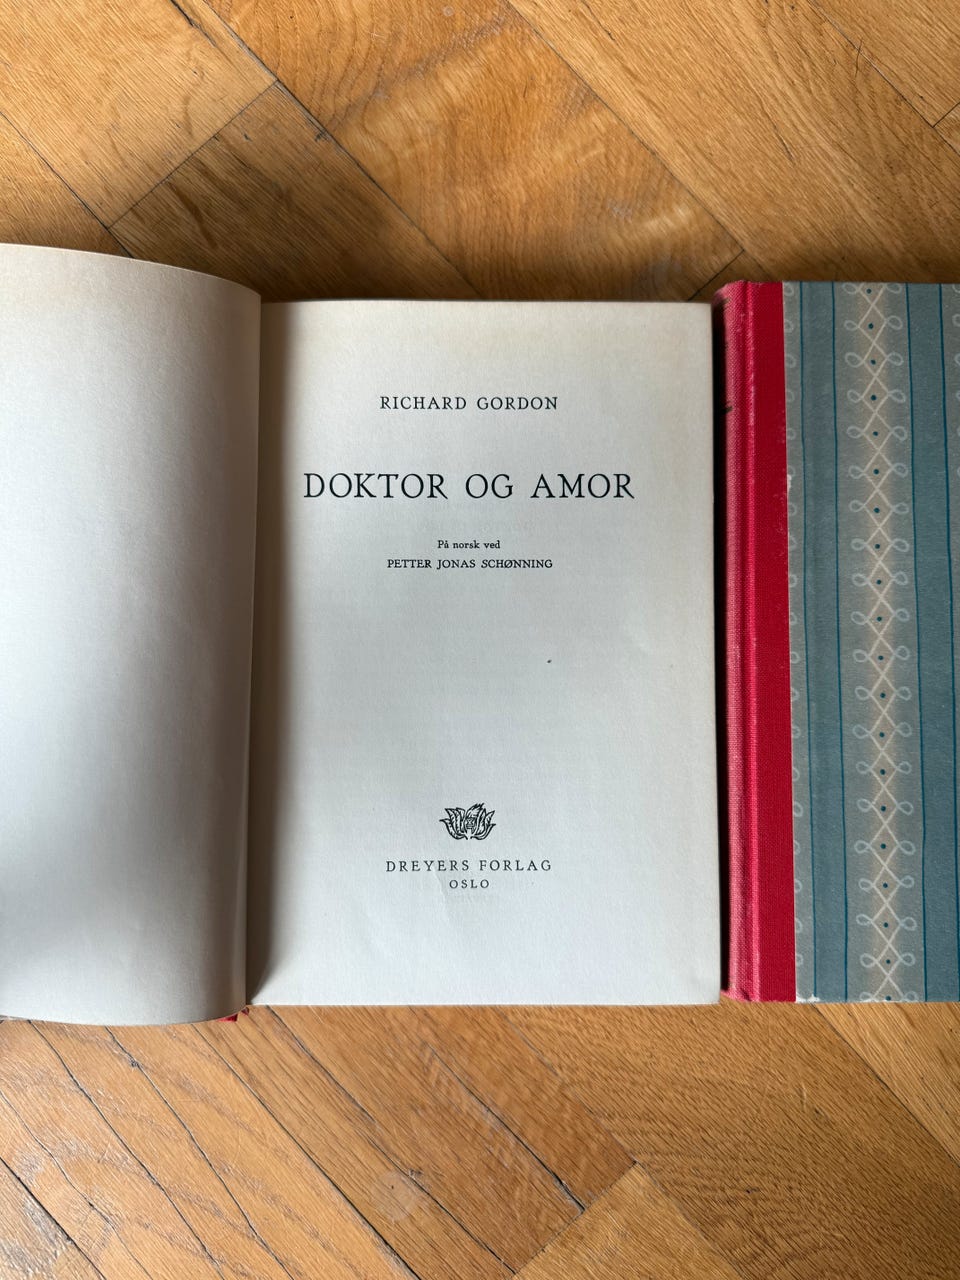 RICHARD GORDON
DOKTOR OG AMOR
På norsk ved
PETTER JONAS SCHØNNING
DREYERS FORLAG
OSLO